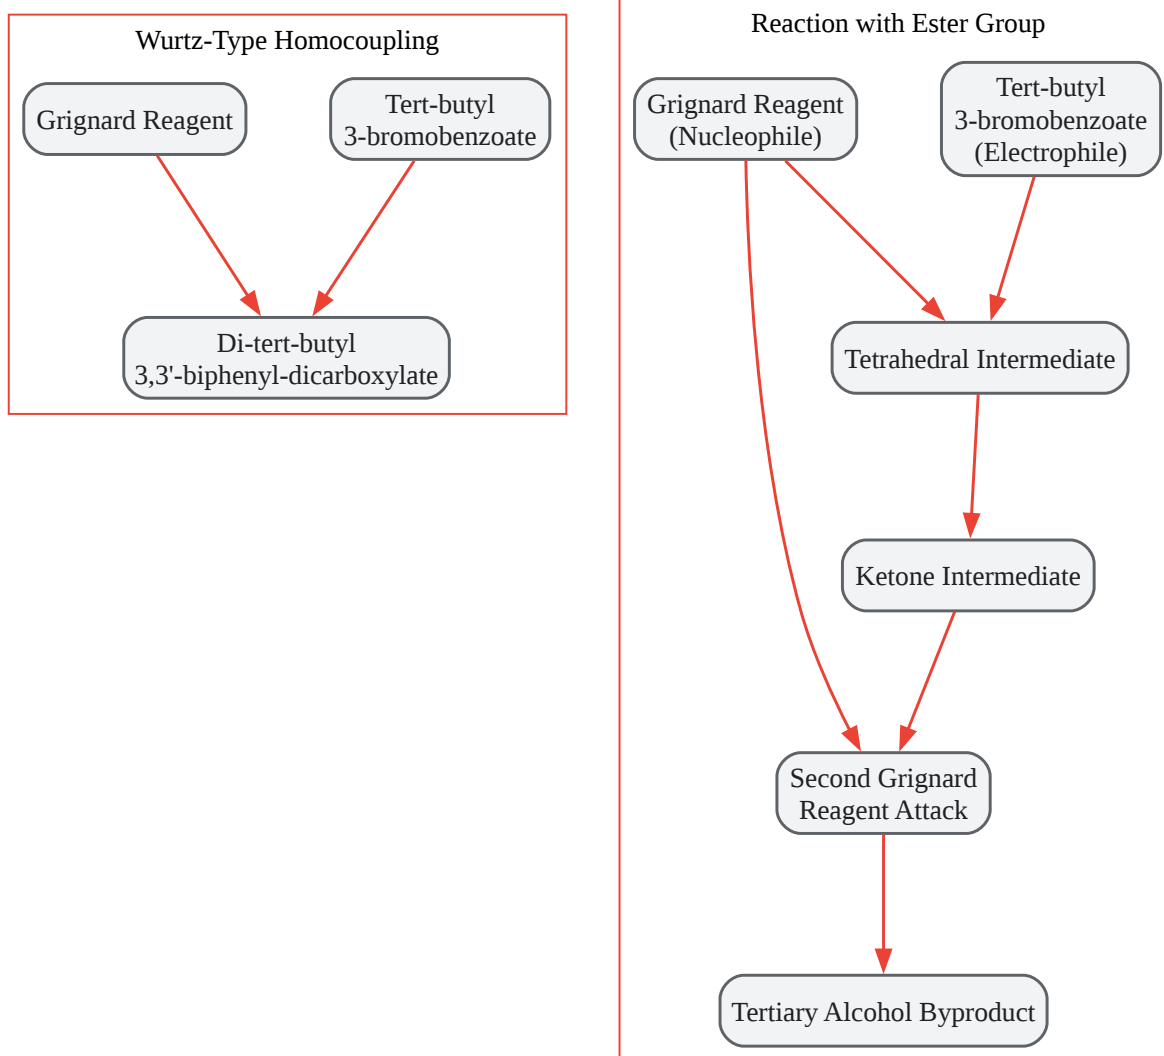 Wurtz-Type Homocoupling
Grignard Reagent
Tert-butyl
3-bromobenzoate
Di-tert-butyl
3,3'-biphenyl-dicarboxylate
Reaction with Ester Group
Grignard Reagent
(Nucleophile)
Tert-butyl
3-bromobenzoate
(Electrophile)
Tetrahedral Intermediate
Ketone Intermediate
Second Grignard
Reagent Attack
Tertiary Alcohol Byproduct